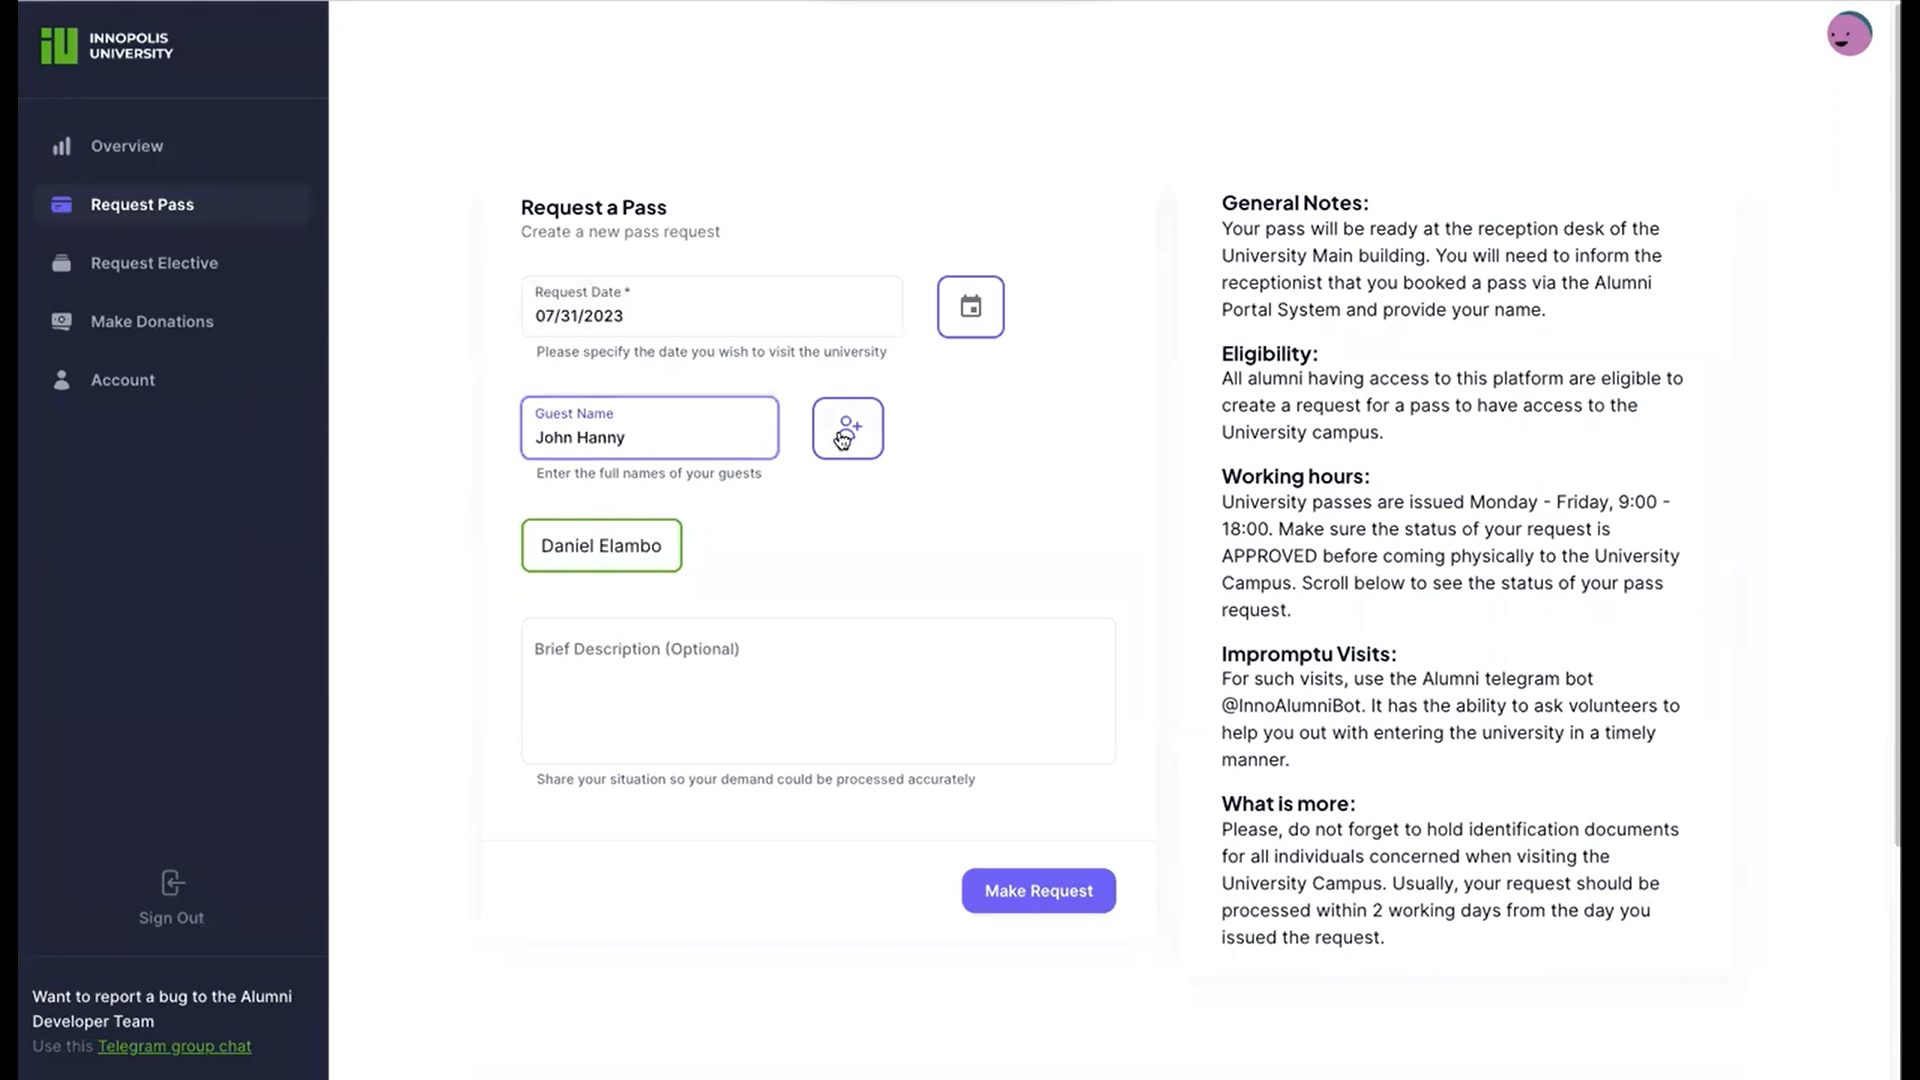 INNOPOLIS
UNIVERSITY
Overview
Request Pass
Request Elective
Make Donations
Account
Sign Out
Want to report a bug to the Alumni
Developer Team
Use this Telegram group chat
Request a Pass
Create a new pass request
Request Date *
07/31/2023
Please specify the date you wish to visit the university
Guest Name
John Hanny
Enter the full names of your guests
Daniel Elambo
Brief Description (Optional)
Share your situation so your demand could be processed accurately
Make Request
General Notes:
Your pass will be ready at the reception desk of the
University Main building. You will need to inform the
receptionist that you booked a pass via the Alumni
Portal System and provide your name.
Eligibility:
All alumni having access to this platform are eligible to
create a request for a pass to have access to the
University campus.
Working hours:
University passes are issued Monday - Friday, 9:00 -
18:00. Make sure the status of your request is
APPROVED before coming physically to the University
Campus. Scroll below to see the status of your pass
request.
Impromptu Visits:
For such visits, use the Alumni telegram bot
@InnoAlumniBot. It has the ability to ask volunteers to
help you out with entering the university in a timely
manner.
What is more:
Please, do not forget to hold identification documents
for all individuals concerned when visiting the
University Campus. Usually, your request should be
processed within 2 working days from the day you
issued the request.